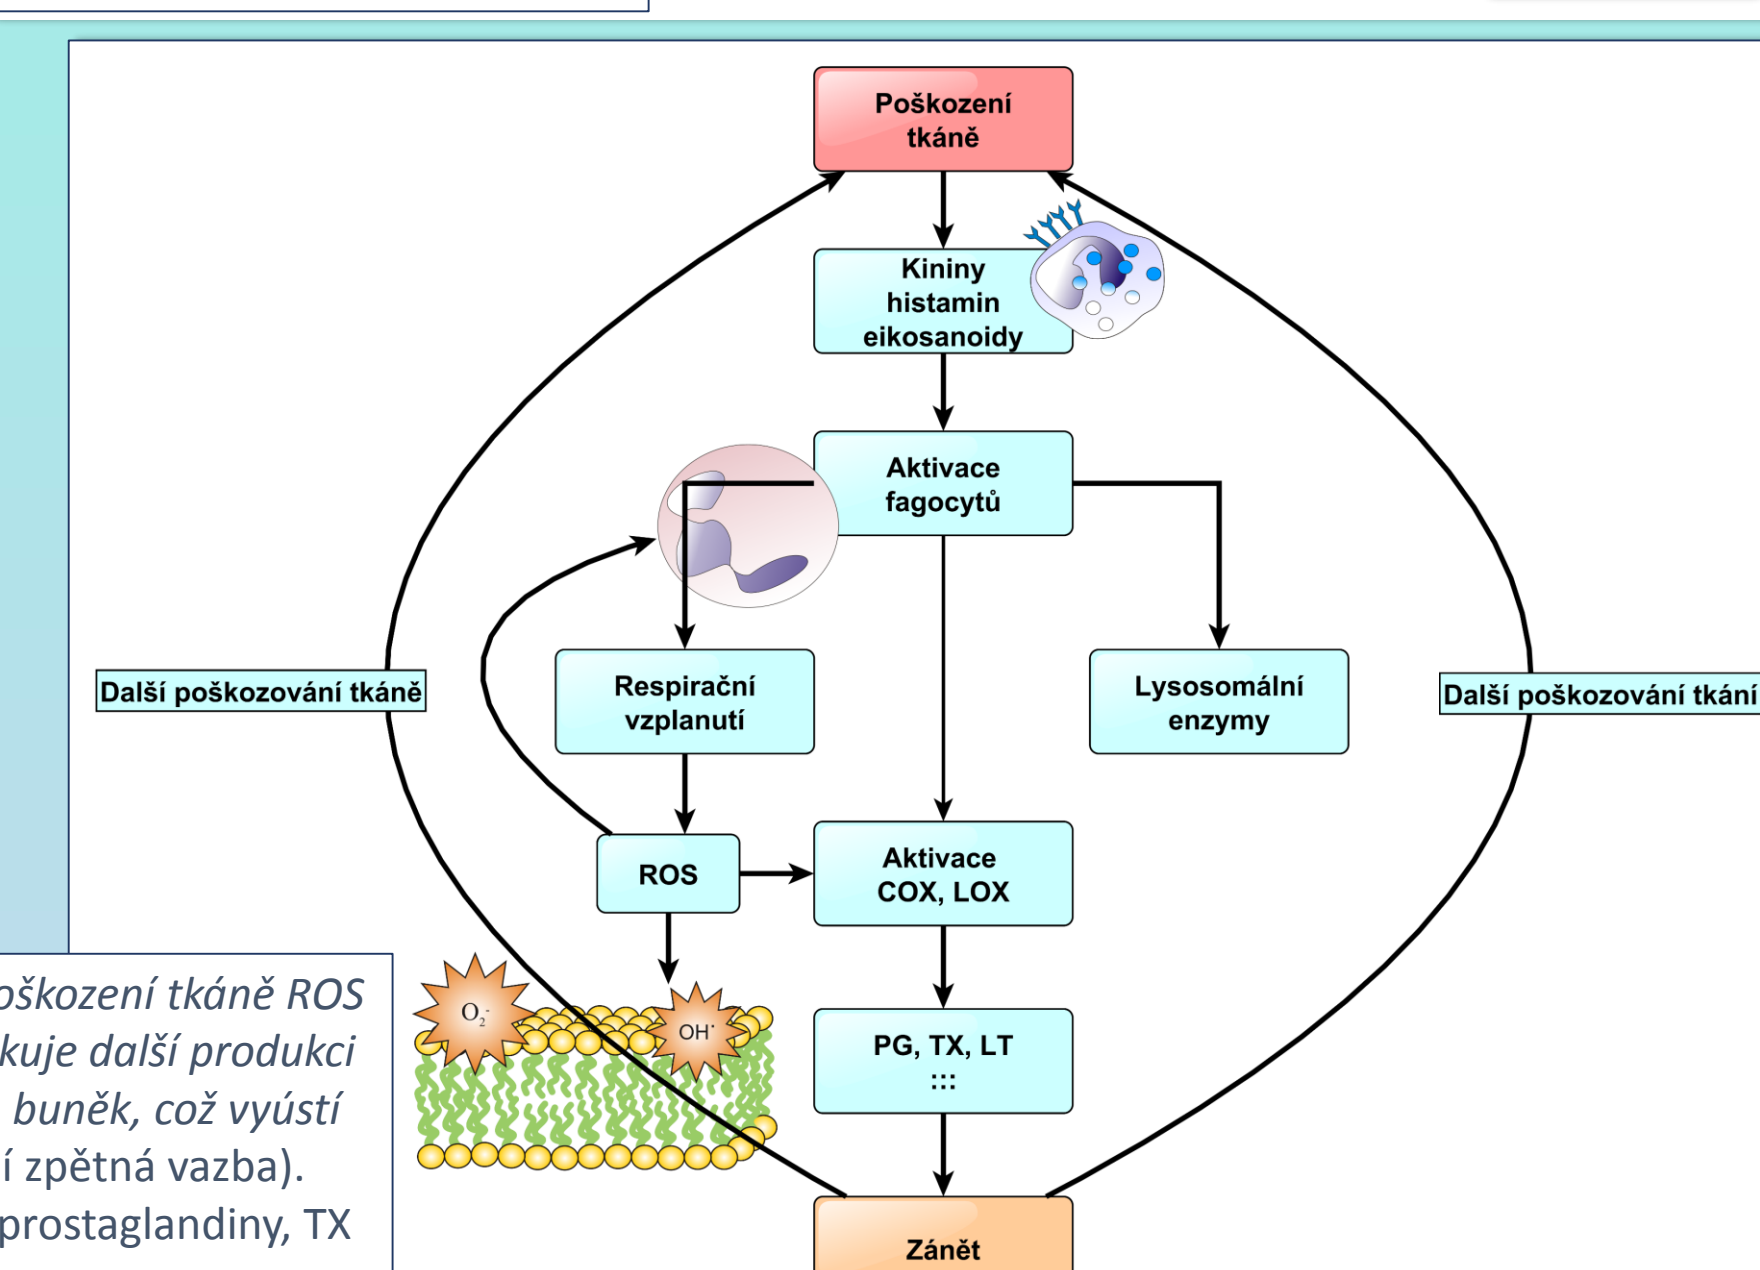 Poškození
tkáně
Kininy
histamin
eikosanoidy
Aktivace
fagocytů
Respirační
vzplanutí
Lysosomální
enzymy
Další poškozování tkáně
Další poškozování tkání
ROS
Aktivace
COX, LOX
O₂⁻
OH˙
PG, TX, LT
:::
Zánět
tkáně ROS
další produkci
buněk, což vyústí
zpětná vazba).
prostaglandiny, TX